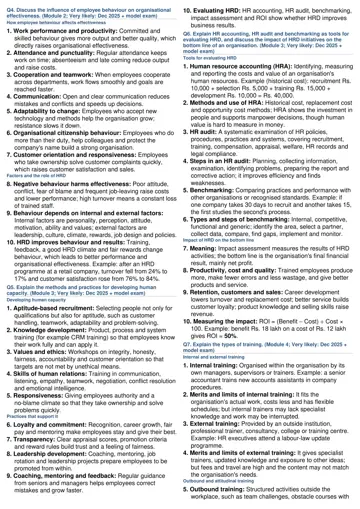 Q4. Discuss the influence of employee behaviour on organisational
effectiveness. (Module 2; Very likely: Dec 2025 + model exam)
How employee behaviour affects effectiveness
1. Work performance and productivity: Committed and
skilled behaviour gives more output and better quality, which
directly raises organisational effectiveness.
2. Attendance and punctuality: Regular attendance keeps
work on time; absenteeism and late coming reduce output
and raise costs.
3. Cooperation and teamwork: When employees cooperate
across departments, work flows smoothly and goals are
reached faster.
4. Communication: Open and clear communication reduces
mistakes and conflicts and speeds up decisions.
5. Adaptability to change: Employees who accept new
technology and methods help the organisation grow;
resistance slows it down.
6. Organisational citizenship behaviour: Employees who do
more than their duty, help colleagues and protect the
company's name build a strong organisation.
7. Customer orientation and responsiveness: Employees
who take ownership solve customer complaints quickly,
which raises customer satisfaction and sales.
Factors and the role of HRD
8. Negative behaviour harms effectiveness: Poor attitude,
conflict, fear of blame and frequent job-leaving raise costs
and lower performance; high turnover means a constant loss
of trained staff.
9. Behaviour depends on internal and external factors:
Internal factors are personality, perception, attitude,
motivation, ability and values; external factors are
leadership, culture, climate, rewards, job design and policies.
10. HRD improves behaviour and results: Training,
feedback, a good HRD climate and fair rewards change
behaviour, which leads to better performance and
organisational effectiveness. Example: after an HRD
programme at a retail company, turnover fell from 24% to
17% and customer satisfaction rose from 76% to 84%.
Q5. Explain the methods and practices for developing human
capacity. (Module 3; Very likely: Dec 2025 + model exam)
Developing human capacity
1. Aptitude-based recruitment: Selecting people not only for
qualifications but also for aptitude, such as customer
handling, teamwork, adaptability and problem-solving.
2. Knowledge development: Product, process and system
training (for example CRM training) so that employees know
their work fully and can apply it.
3. Values and ethics: Workshops on integrity, honesty,
fairness, accountability and customer orientation so that
targets are not met by unethical means.
4. Skills of human relations: Training in communication,
listening, empathy, teamwork, negotiation, conflict resolution
and emotional intelligence.
5. Responsiveness: Giving employees authority and a
no-blame climate so that they take ownership and solve
problems quickly.
Practices that support it
6. Loyalty and commitment: Recognition, career growth, fair
pay and mentoring make employees stay and give their best.
7. Transparency: Clear appraisal scores, promotion criteria
and reward rules build trust and a feeling of fairness.
8. Leadership development: Coaching, mentoring, job
rotation and leadership projects prepare employees to be
promoted from within.
9. Coaching, mentoring and feedback: Regular guidance
from seniors and managers helps employees correct
mistakes and grow faster.
10. Evaluating HRD: HR accounting, HR audit, benchmarking,
impact assessment and ROI show whether HRD improves
business results.
Q6. Explain HR accounting, HR audit and benchmarking as tools for
evaluating HRD, and discuss the impact of HRD initiatives on the
bottom line of an organisation. (Module 3; Very likely: Dec 2025 +
model exam)
Tools for evaluating HRD
1. Human resource accounting (HRA): Identifying, measuring
and reporting the costs and value of an organisation's
human resources. Example (historical cost): recruitment Rs.
10,000 + selection Rs. 5,000 + training Rs. 15,000 +
development Rs. 10,000 = Rs. 40,000.
2. Methods and use of HRA: Historical cost, replacement cost
and opportunity cost methods; HRA shows the investment in
people and supports manpower decisions, though human
value is hard to measure in money.
3. HR audit: A systematic examination of HR policies,
procedures, practices and systems, covering recruitment,
training, compensation, appraisal, welfare, HR records and
legal compliance.
4. Steps in an HR audit: Planning, collecting information,
examination, identifying problems, preparing the report and
corrective action; it improves efficiency and finds
weaknesses.
5. Benchmarking: Comparing practices and performance with
other organisations or recognised standards. Example: if
one company takes 30 days to recruit and another takes 15,
the first studies the second's process.
6. Types and steps of benchmarking: Internal, competitive,
functional and generic; identify the area, select a partner,
collect data, compare, find gaps, implement and monitor.
Impact of HRD on the bottom line
7. Meaning: Impact assessment measures the results of HRD
activities; the bottom line is the organisation's final financial
result, mainly net profit.
8. Productivity, cost and quality: Trained employees produce
more, make fewer errors and less wastage, and give better
products and service.
9. Retention, customers and sales: Career development
lowers turnover and replacement cost; better service builds
customer loyalty; product knowledge and selling skills raise
revenue.
10. Measuring the impact: ROI = (Benefit – Cost) ÷ Cost ×
100. Example: benefit Rs. 18 lakh on a cost of Rs. 12 lakh
gives ROI = 50%.
Q7. Explain the types of training. (Module 4; Very likely: Dec 2025 +
model exam)
Internal and external training
1. Internal training: Organised within the organisation by its
own managers, supervisors or trainers. Example: a senior
accountant trains new accounts assistants in company
procedures.
2. Merits and limits of internal training: It fits the
organisation's actual work, costs less and has flexible
schedules; but internal trainers may lack specialist
knowledge and work may be interrupted.
3. External training: Provided by an outside institution,
professional trainer, consultancy, college or training centre.
Example: HR executives attend a labour-law update
programme.
4. Merits and limits of external training: It gives specialist
trainers, updated knowledge and exposure to other ideas;
but fees and travel are high and the content may not match
the organisation's needs.
Outbound and attitudinal training
5. Outbound training: Structured activities outside the
workplace, such as team challenges, obstacle courses with